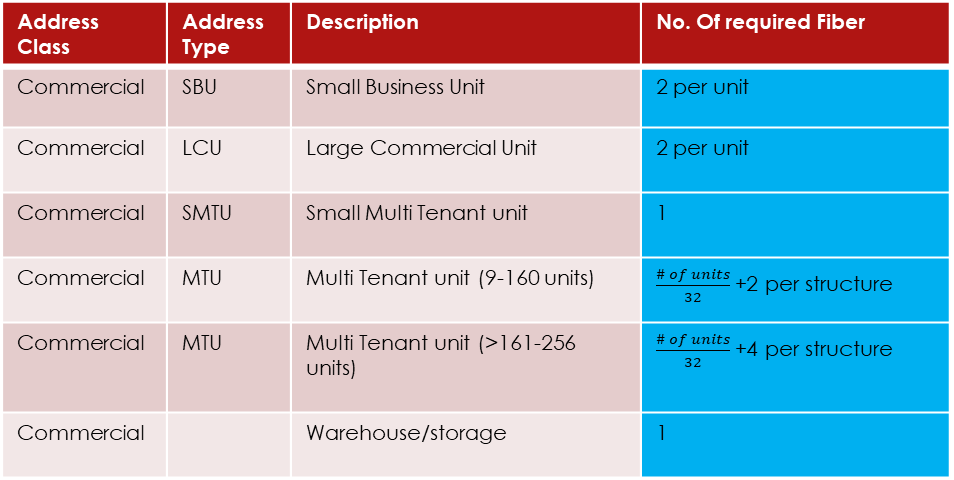 Address Class Address Type Description No. Of required Fiber
Commercial SBU Small Business Unit 2 per unit
Commercial LCU Large Commercial Unit 2 per unit
Commercial SMTU Small Multi Tenant unit 1
Commercial MTU Multi Tenant unit (9-160 units) # of units/32 +2 per structure
Commercial MTU Multi Tenant unit (>161-256 units) # of units/32 +4 per structure
Commercial Warehouse/storage 1